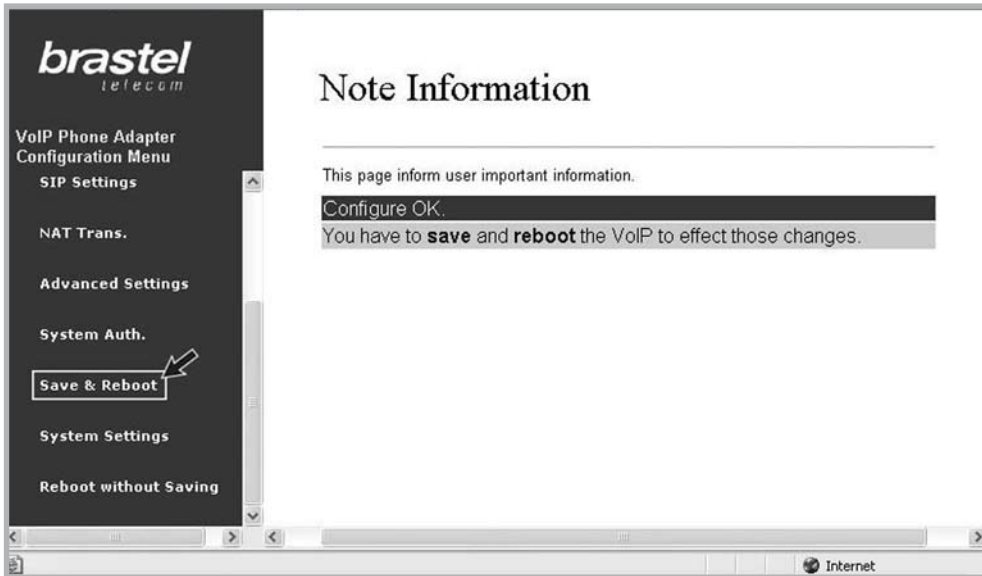 brastel
telecom
VoIP Phone Adapter
Configuration Menu
SIP Settings
NAT Trans.
Advanced Settings
System Auth.
Save & Reboot
System Settings
Reboot without Saving
Note Information
This page inform user important information.
Configure OK.
You have to save and reboot the VoIP to effect those changes.
Internet